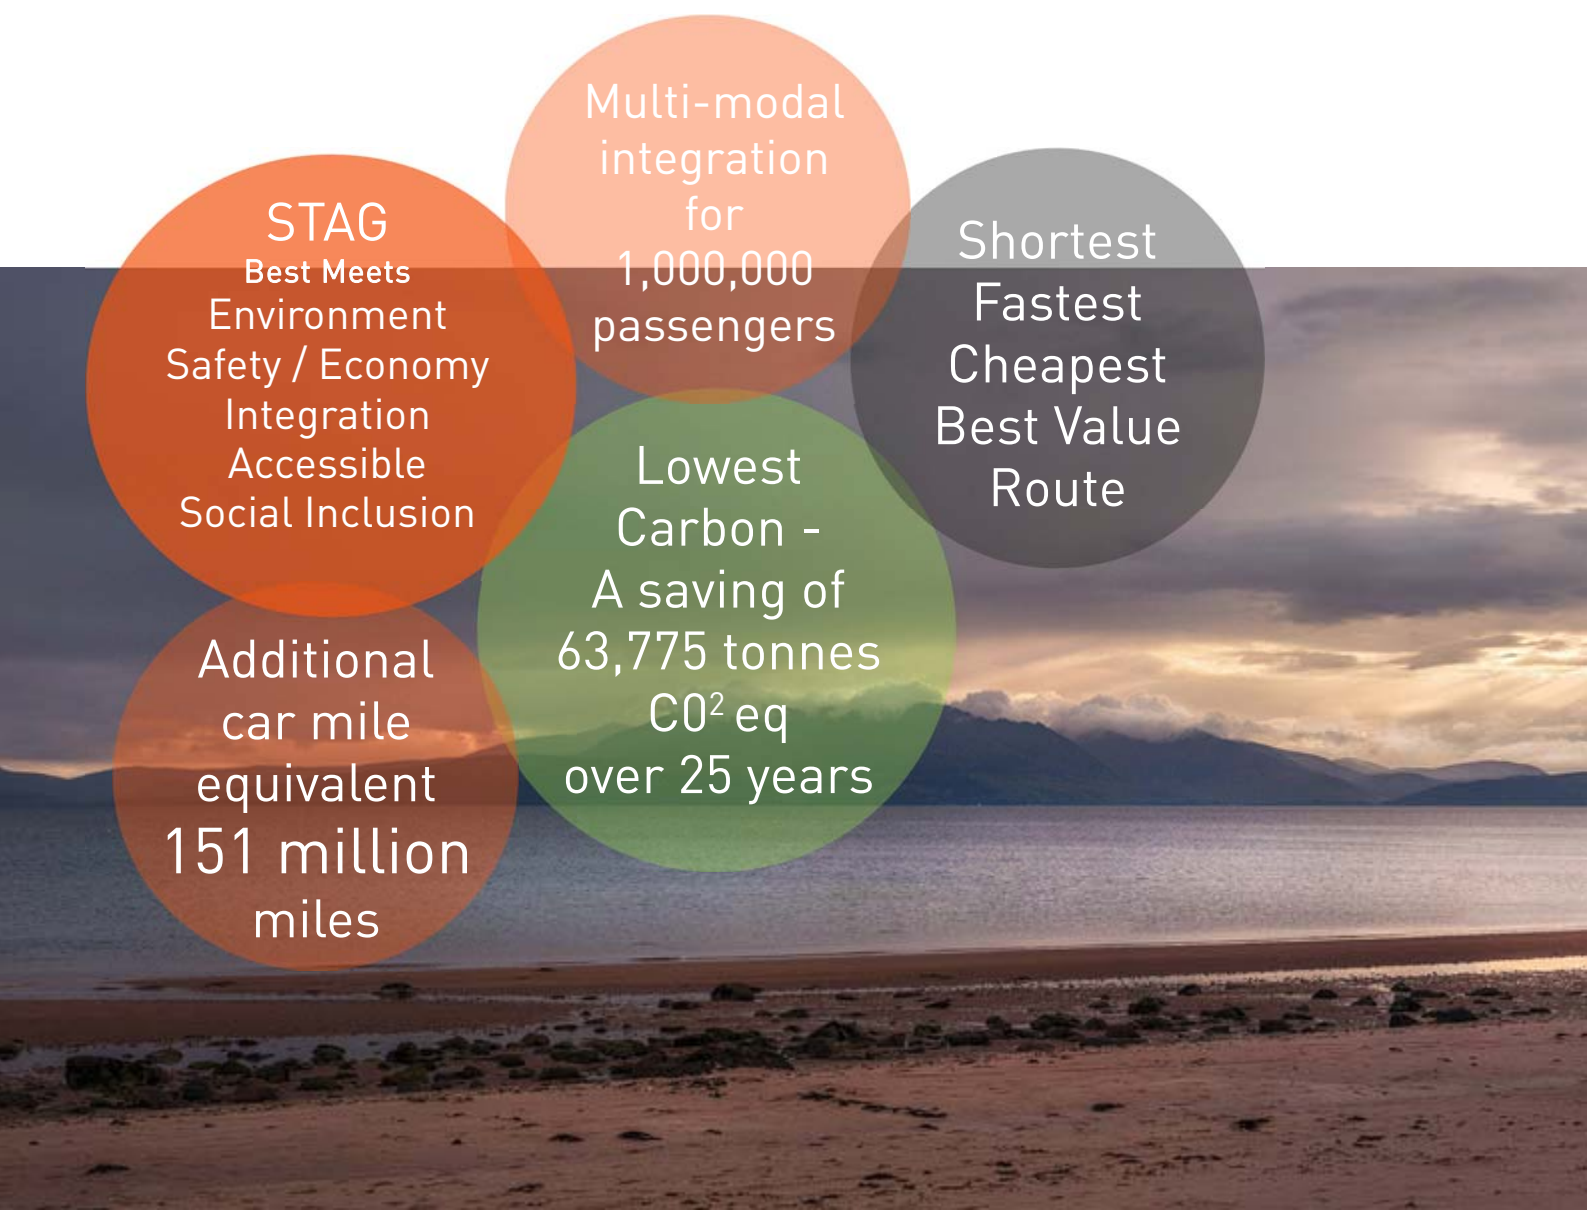 Multi-modal
integration
for
1,000,000
passengers
STAG
Best Meets
Environment
Safety / Economy
Integration
Accessible
Social Inclusion
Shortest
Fastest
Cheapest
Best Value
Route
Lowest
Carbon -
A saving of
63,775 tonnes
C0² eq
over 25 years
Additional
car mile
equivalent
151 million
miles